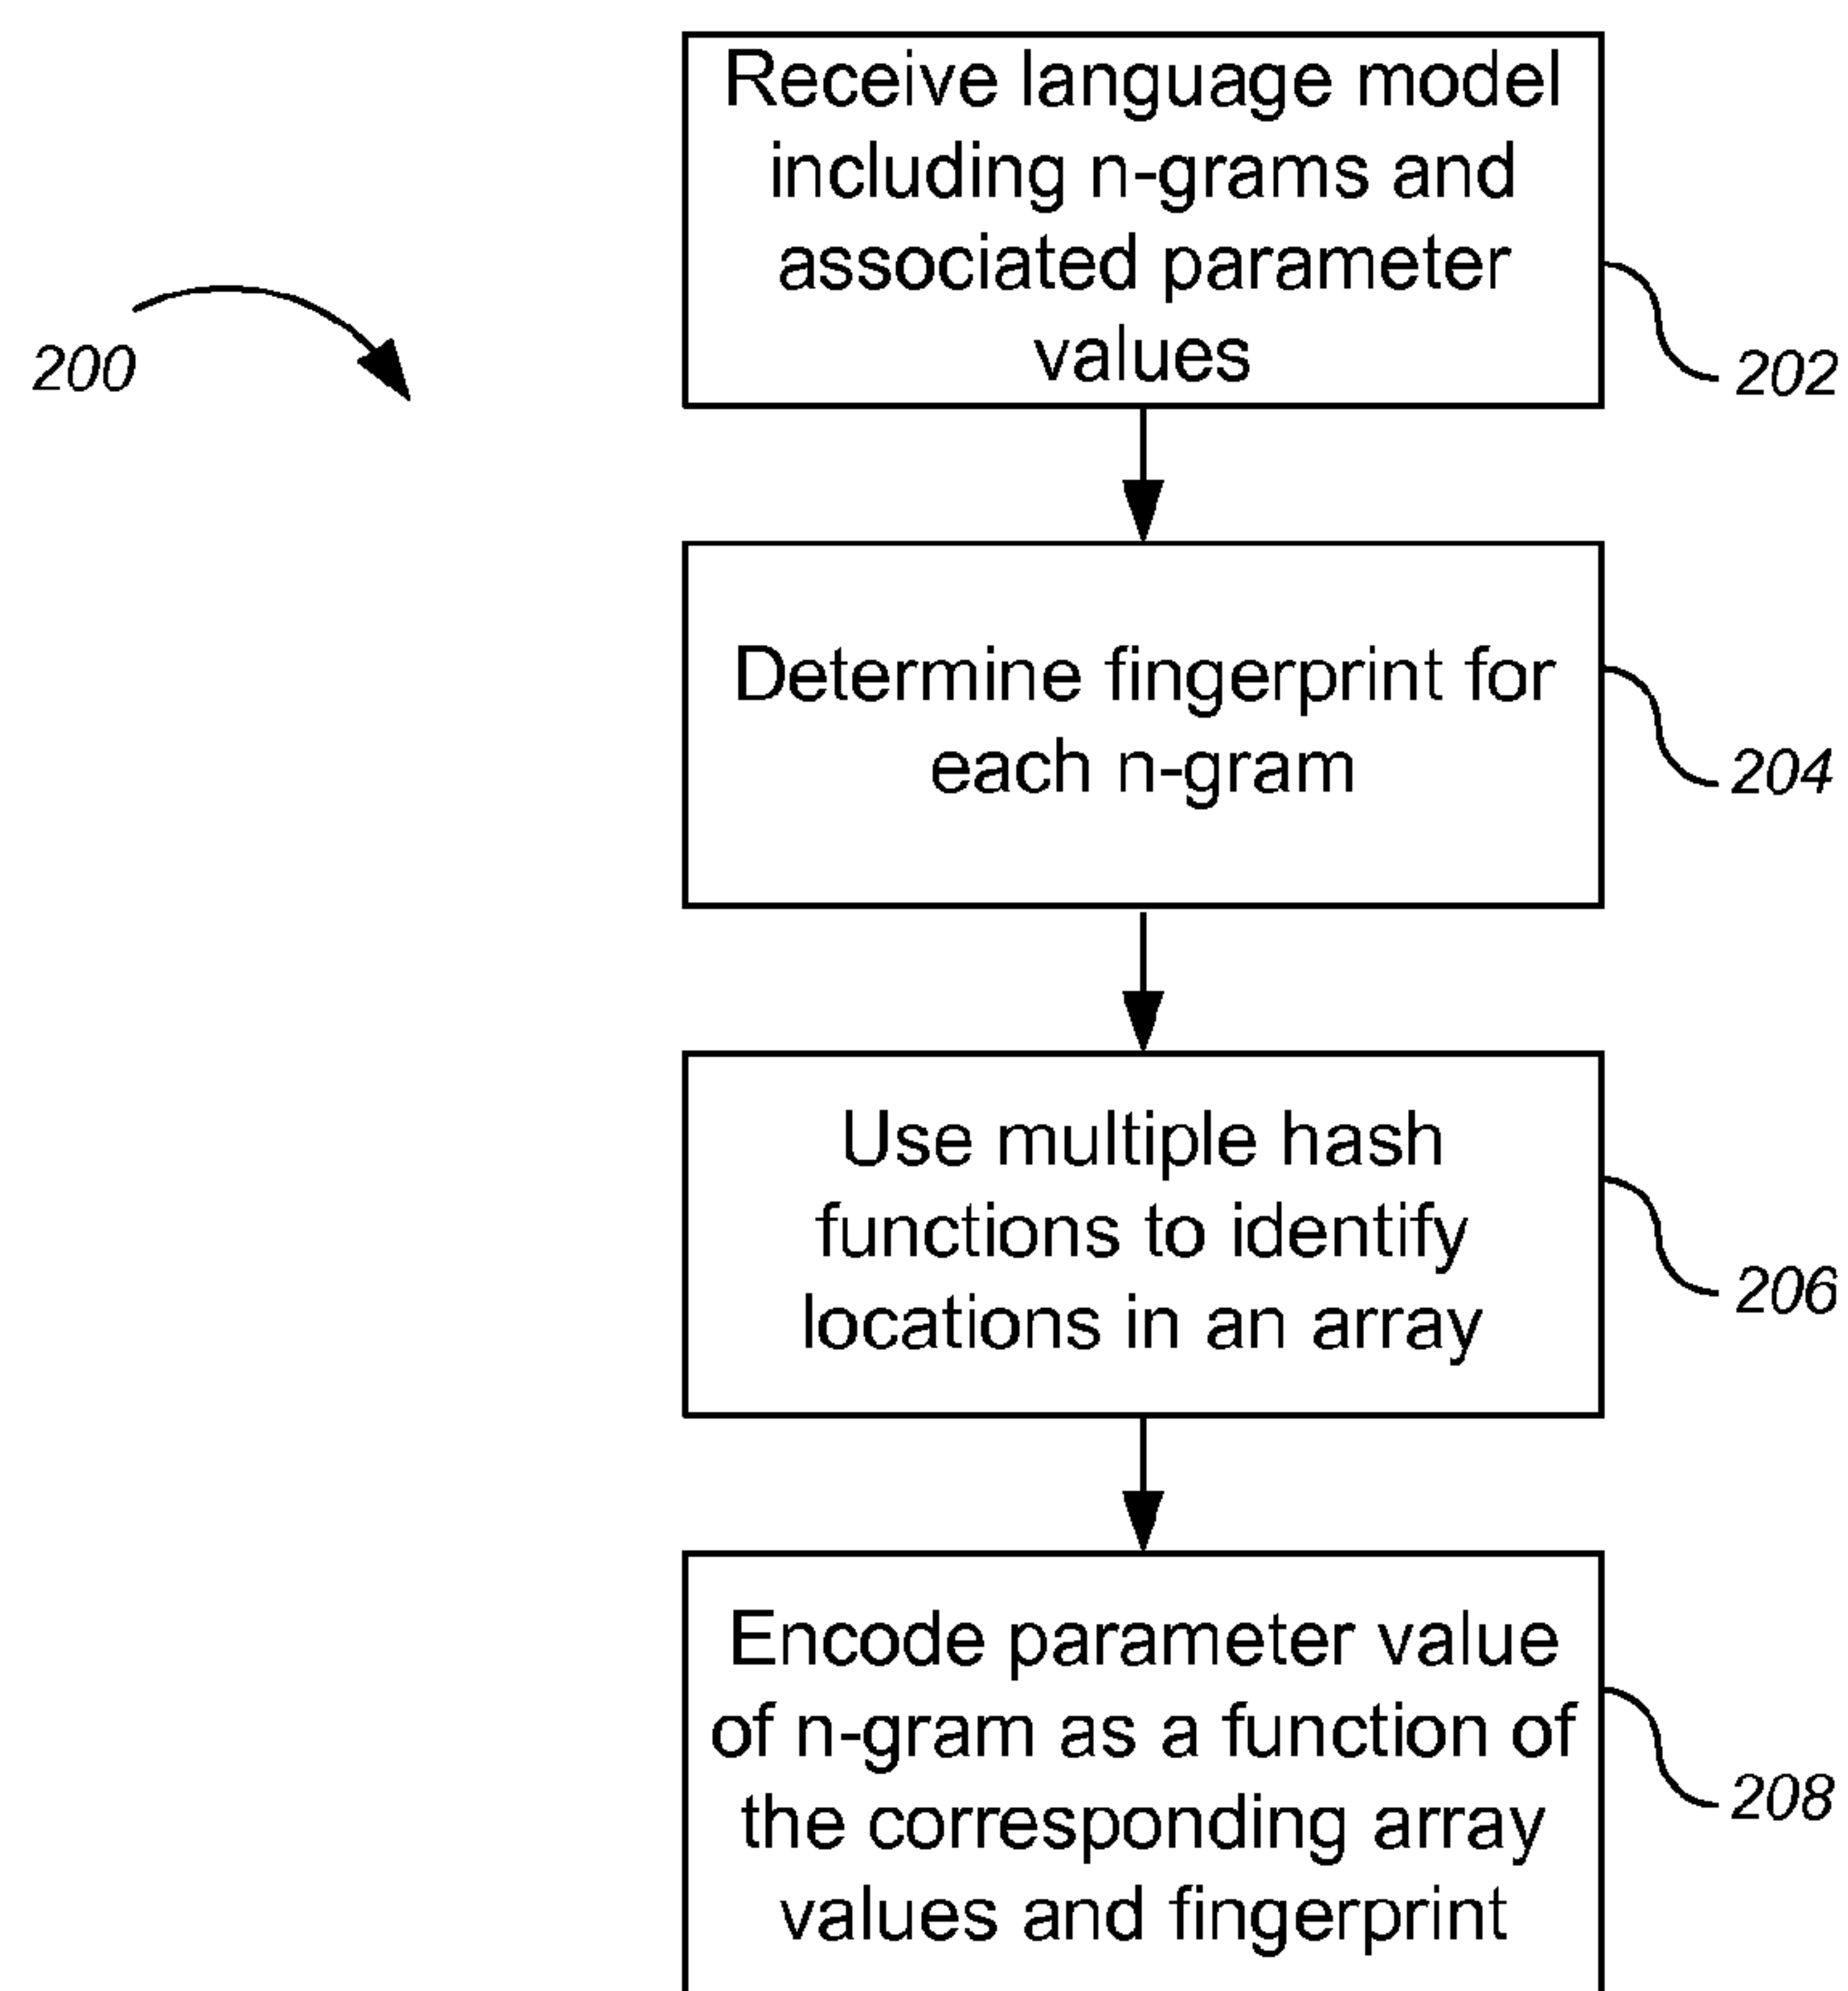 Receive language model
including n-grams and
associated parameter
values
200
202
Determine fingerprint for
each n-gram
204
Use multiple hash
functions to identify
locations in an array
206
Encode parameter value
of n-gram as a function of
the corresponding array
values and fingerprint
208